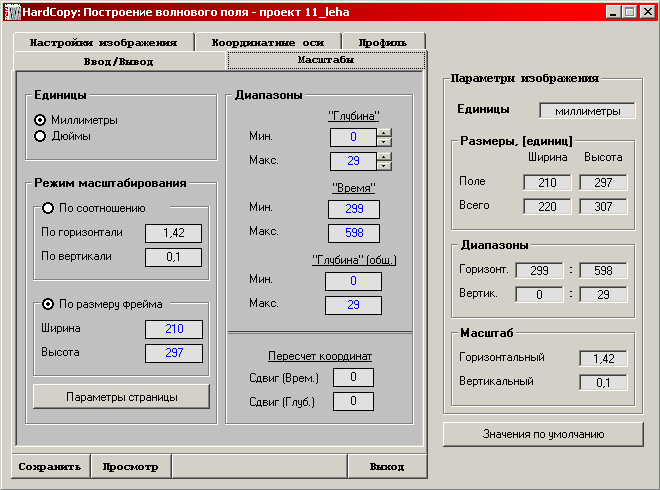 HardCopy: Построение волнового поля - проект 11_leha
Настройки изображения Координатные оси Профиль
Ввод/Вывод Масштабы
Единицы
Миллиметры
Дюймы
Режим масштабирования
По соотношению
По горизонтали 1,42
По вертикали 0,1
По размеру фрейма
Ширина 210
Высота 297
Параметры страницы
Диапазоны
"Глубина"
Мин. 0
Макс. 29
"Время"
Мин. 299
Макс. 598
"Глубина" (общ.)
Мин. 0
Макс. 29
Пересчет координат
Сдвиг (Врем.) 0
Сдвиг (Глуб.) 0
Параметри изображения
Единицы миллиметры
Размеры, [единиц]
Ширина Высота
Поле 210 297
Всего 220 307
Диапазоны
Горизонт. 299 : 598
Вертик. 0 : 29
Масштаб
Горизонтальный 1,42
Вертикальный 0,1
Значения по умолчанию
Сохранить Просмотр Выход